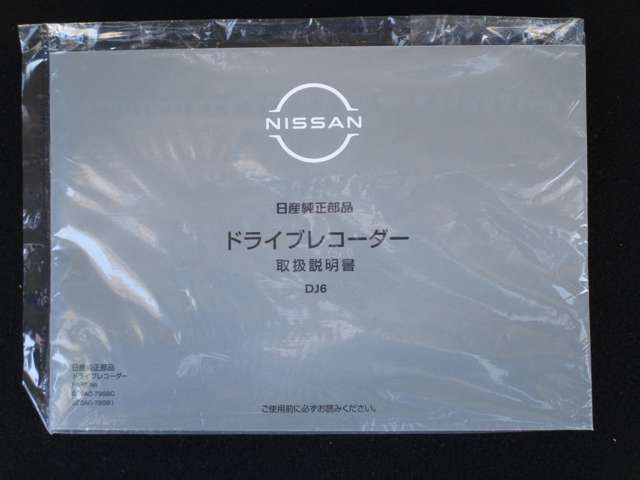 NISSAN
日産純正部品
ドライブレコーダー
取扱説明書
DJ6
日産純正部品
ドライブレコーダー
ご使用前に必ずお読みください。